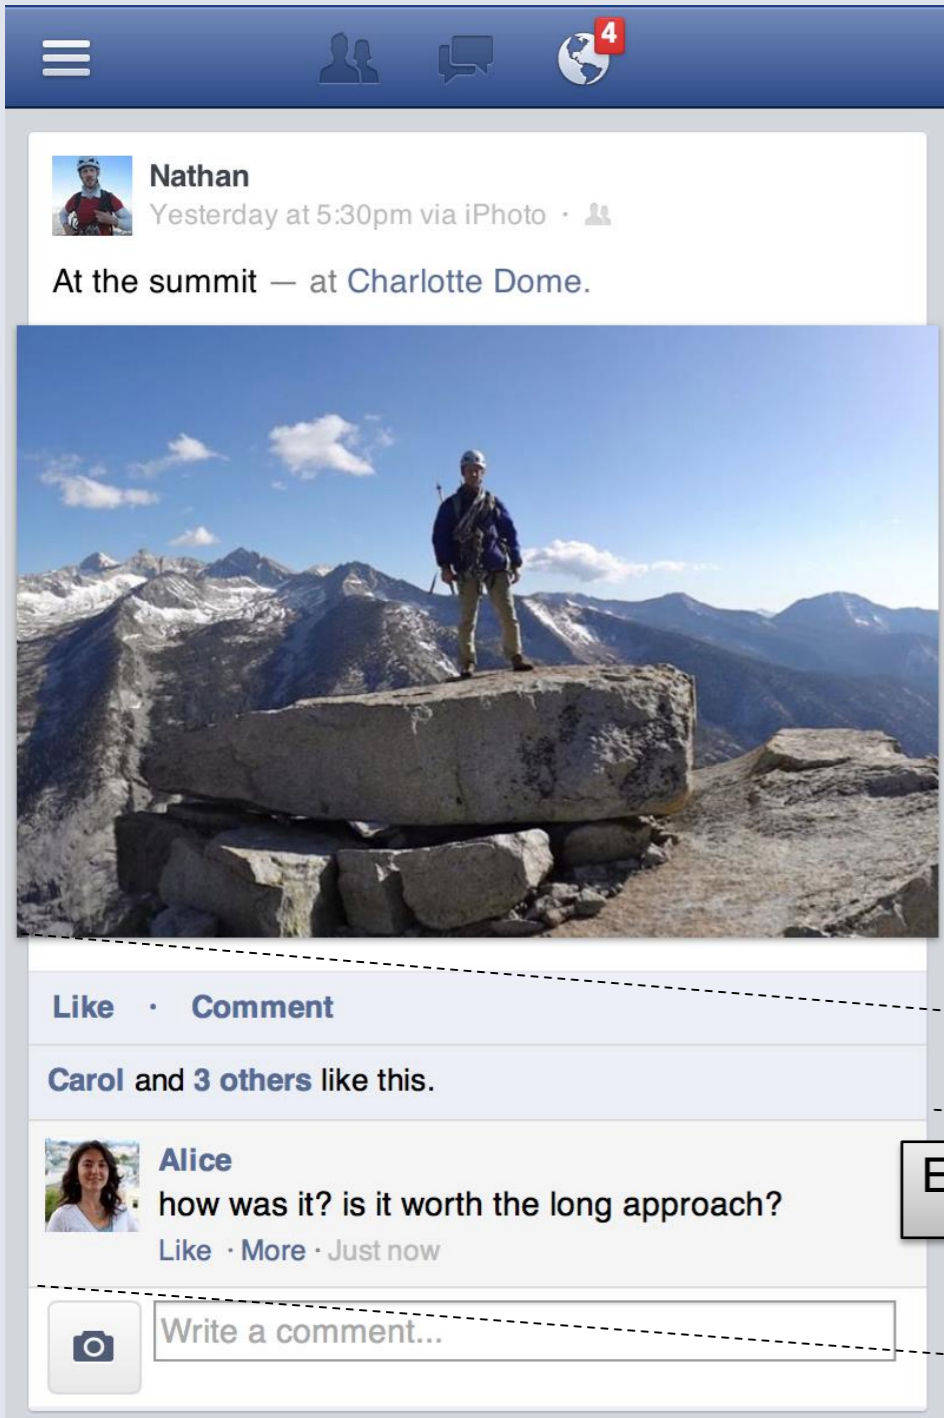 4
Nathan
Yesterday at 5:30pm via iPhoto ·
At the summit — at Charlotte Dome.
Like · Comment
Carol and 3 others like this.
Alice
how was it? is it worth the long approach?
Like · More · Just now
Write a comment...